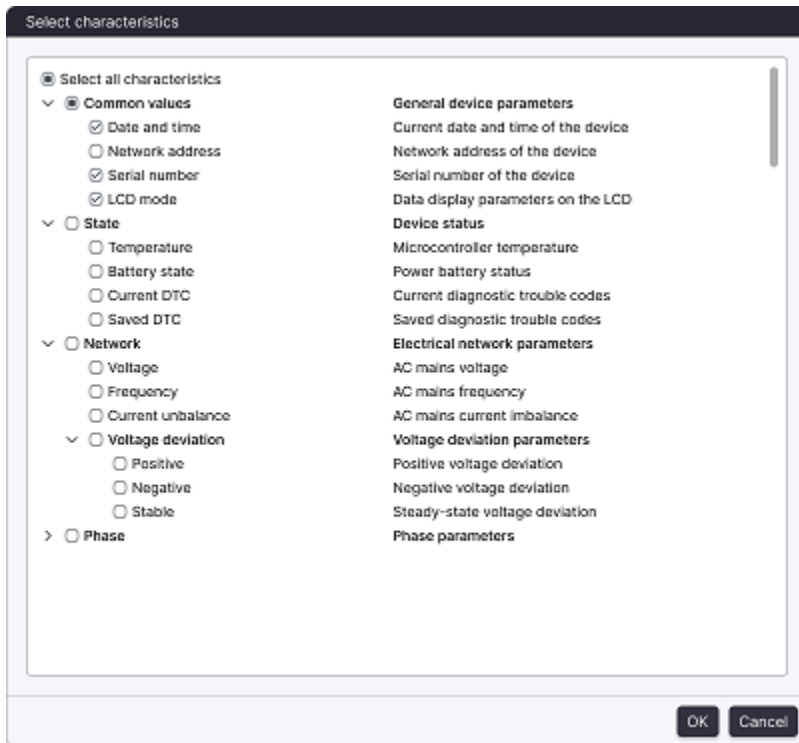 Select characteristics
Select all characteristics
Common values General device parameters
Date and time Current date and time of the device
Network address Network address of the device
Serial number Serial number of the device
LCD mode Data display parameters on the LCD
State Device status
Temperature Microcontroller temperature
Battery state Power battery status
Current DTC Current diagnostic trouble codes
Saved DTC Saved diagnostic trouble codes
Network Electrical network parameters
Voltage AC mains voltage
Frequency AC mains frequency
Current unbalance AC mains current imbalance
Voltage deviation Voltage deviation parameters
Positive Positive voltage deviation
Negative Negative voltage deviation
Stable Steady-state voltage deviation
Phase Phase parameters
OK Cancel